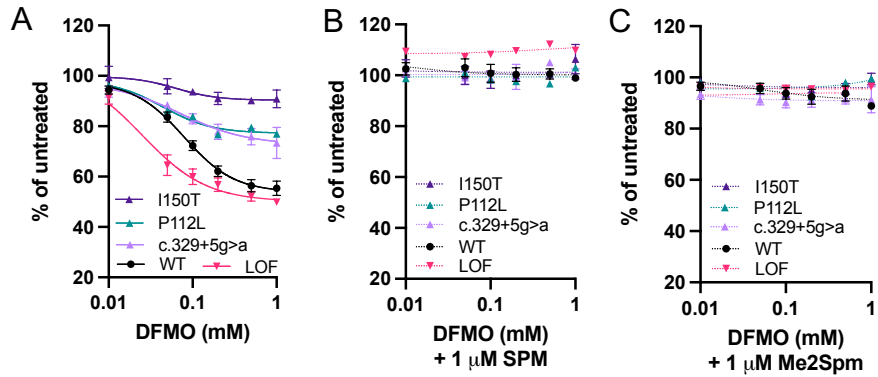 A
% of untreated
120
100
80
60
40
20
0.01
0.1
1
DFMO (mM)
I150T
P112L
c.329+5g>a
WT
LOF
B
% of untreated
120
100
80
60
40
20
0.01
0.1
1
DFMO (mM)
+ 1 μM SPM
I150T
P112L
c.329+5g>a
WT
LOF
C
% of untreated
120
100
80
60
40
20
0.01
0.1
1
DFMO (mM)
+ 1 μM Me2Spm
I150T
P112L
c.329+5g>a
WT
LOF